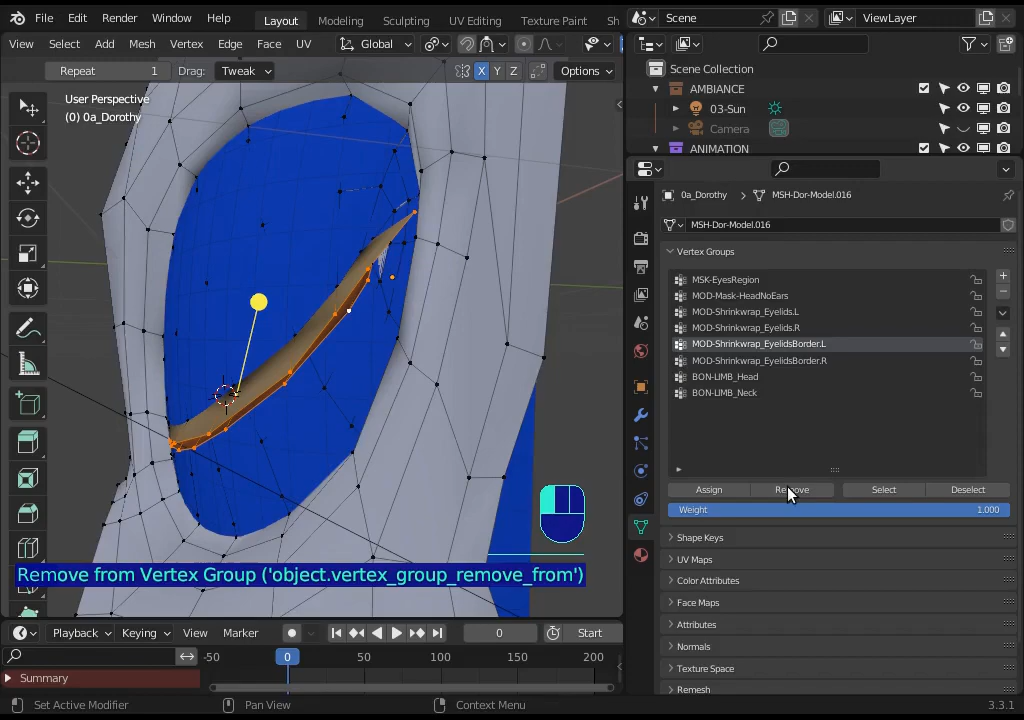 File Edit Render Window Help Layout Modeling Sculpting UV Editing Texture Paint Sh Scene ViewLayer
View Select Add Mesh Vertex Edge Face UV Global
Repeat 1 Drag: Tweak X Y Z Options
User Perspective
(0) 0a_Dorothy
Scene Collection
AMBIANCE
03-Sun
Camera
ANIMATION
0a_Dorothy MSH-Dor-Model.016
MSH-Dor-Model.016
Vertex Groups
MSK-EyesRegion
MOD-Mask-HeadNoEars
MOD-Shrinkwrap_Eyelids.L
MOD-Shrinkwrap_Eyelids.R
MOD-Shrinkwrap_EyelidsBorder.L
MOD-Shrinkwrap_EyelidsBorder.R
BON-LIMB_Head
BON-LIMB_Neck
Assign Remove Select Deselect
Weight 1.000
Shape Keys
UV Maps
Color Attributes
Face Maps
Attributes
Normals
Texture Space
Remesh
Remove from Vertex Group ('object.vertex_group_remove_from')
Playback Keying View Marker 0 Start
-50 0 50 100 150 200
Summary
Set Active Modifier Pan View Context Menu 3.3.1